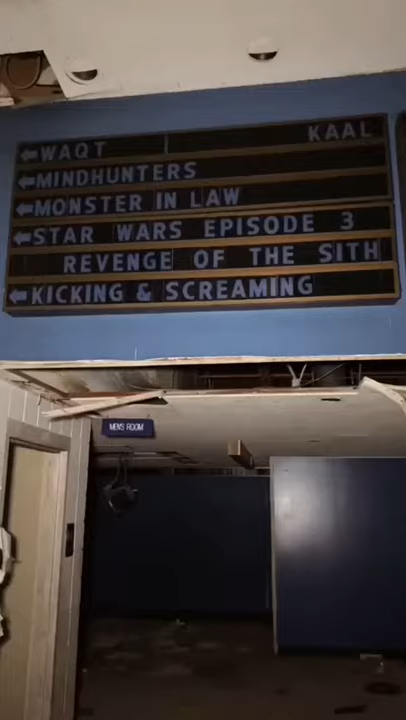 ← WAQT KAAL
← MINDHUNTERS
← MONSTER IN LAW
← STAR WARS EPISODE 3
REVENGE OF THE SITH
← KICKING & SCREAMING
MEN'S ROOM